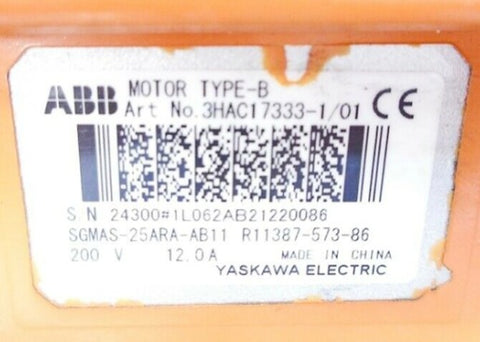 ABB MOTOR TYPE-B
Art No.3HAC17333-1/01 CE
S N 24300#1L062AB21220086
SGMAS-25ARA-AB11 R11387-573-86
200 V 12.0A MADE IN CHINA
YASKAWA ELECTRIC